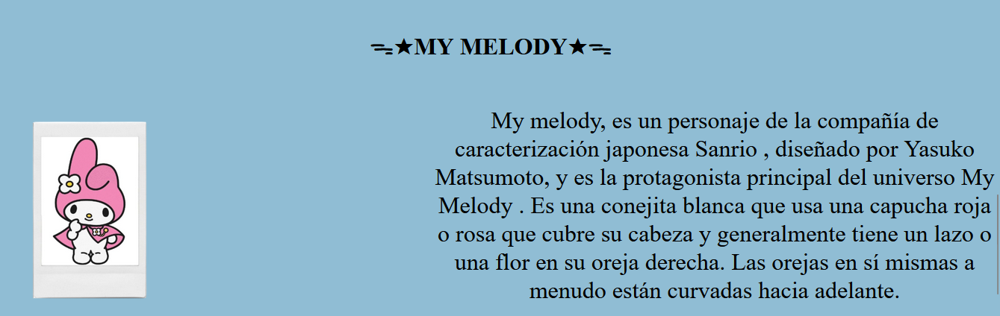 ᯓ★MY MELODY★ᯓ
My melody, es un personaje de la compañía de
caracterización japonesa Sanrio , diseñado por Yasuko
Matsumoto, y es la protagonista principal del universo My
Melody . Es una conejita blanca que usa una capucha roja
o rosa que cubre su cabeza y generalmente tiene un lazo o
una flor en su oreja derecha. Las orejas en sí mismas a
menudo están curvadas hacia adelante.